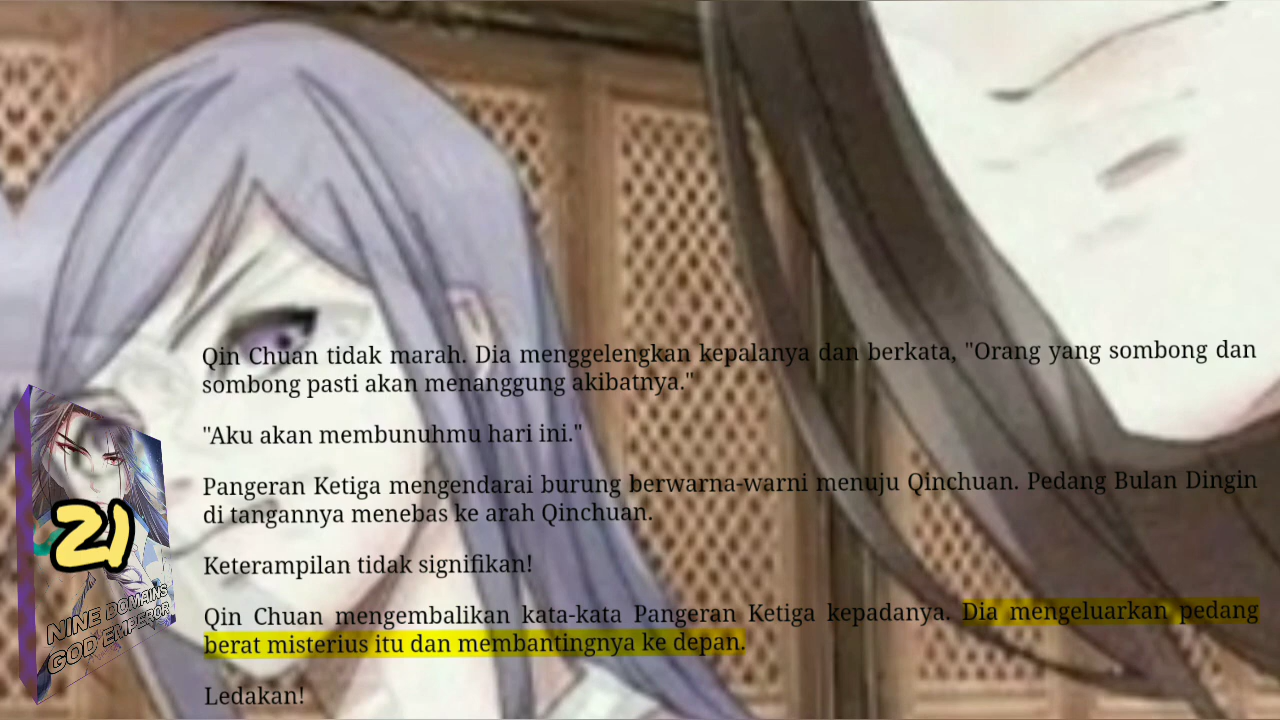 Qin Chuan tidak marah. Dia menggelengkan kepalanya dan berkata, "Orang yang sombong dan
sombong pasti akan menanggung akibatnya."
"Aku akan membunuhmu hari ini."
Pangeran Ketiga mengendarai burung berwarna-warni menuju Qinchuan. Pedang Bulan Dingin
di tangannya menebas ke arah Qinchuan.
Keterampilan tidak signifikan!
Qin Chuan mengembalikan kata-kata Pangeran Ketiga kepadanya. Dia mengeluarkan pedang
berat misterius itu dan membantingnya ke depan.
Ledakan!
21
NINE DOMAINS
GOD EMPEROR